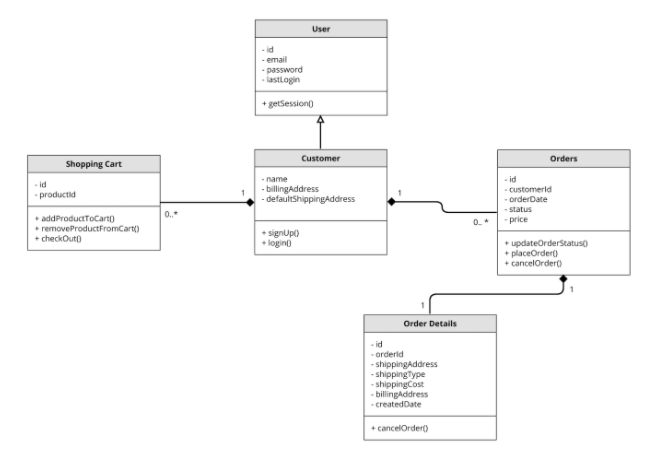 User
- id
- email
- password
- lastLogin
+ getSession()
Shopping Cart
- id
- productId
+ addProductToCart()
+ removeProductFromCart()
+ checkOut()
1
0..*
Customer
- name
- billingAddress
- defaultShippingAddress
+ signUp()
+ login()
1
0.. *
Orders
- id
- customerId
- orderDate
- status
- price
+ updateOrderStatus()
+ placeOrder()
+ cancelOrder()
1
1
Order Details
- id
- orderId
- shippingAddress
- shippingType
- shippingCost
- billingAddress
- createdDate
+ cancelOrder()